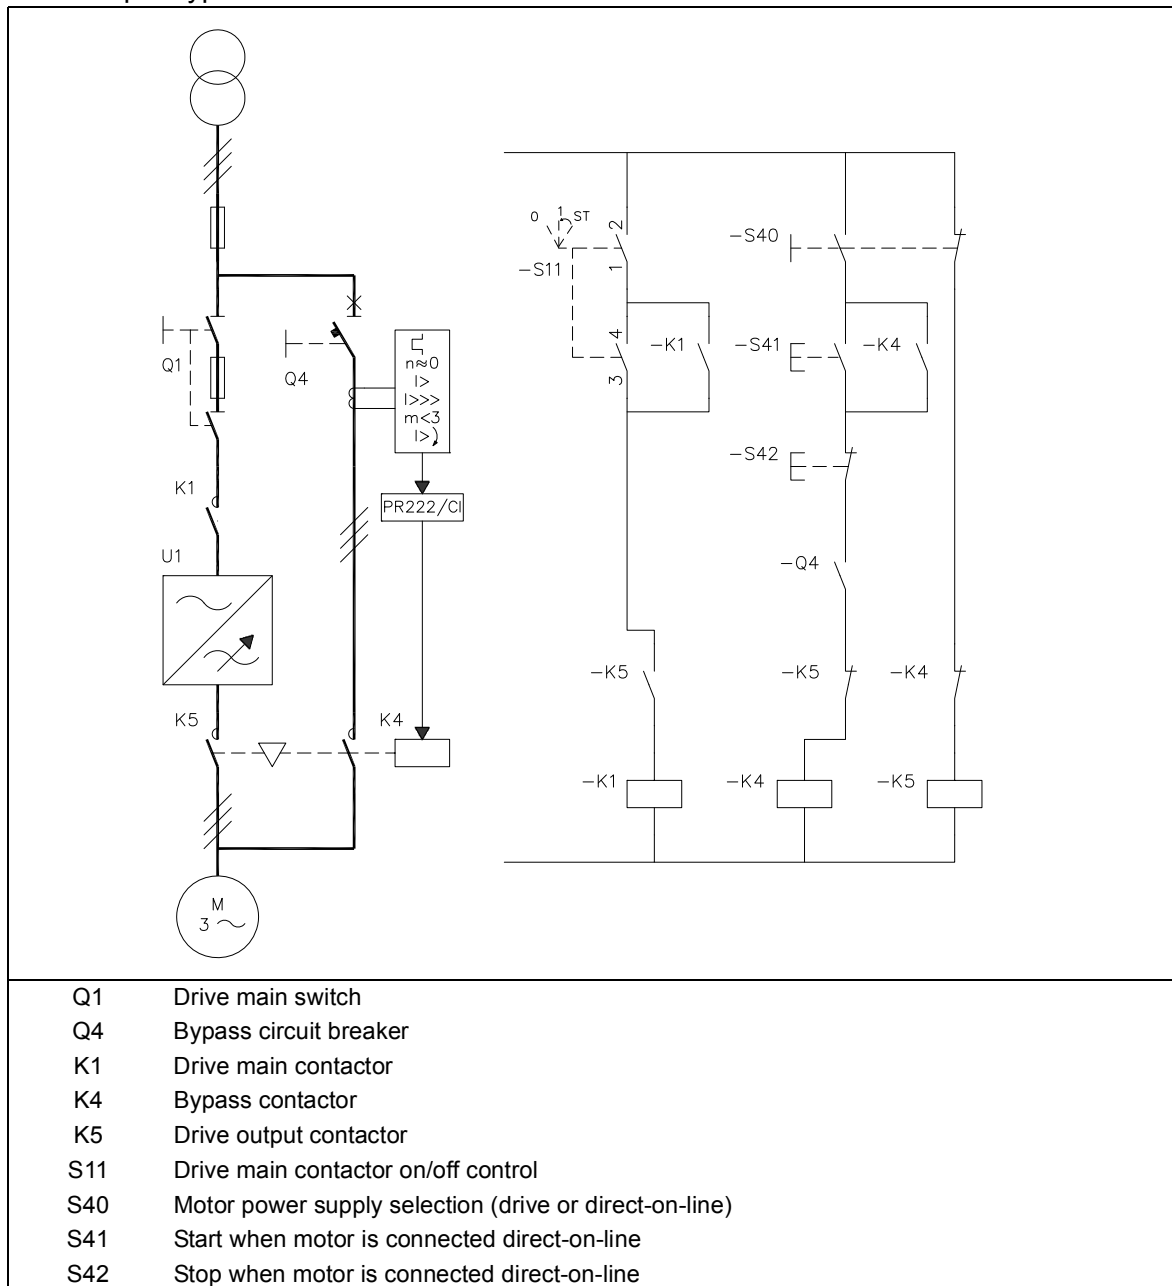 0 1 ST
-S11
2
1
4
3
-K1
-S40
-S41
-K4
-S42
-Q4
-K5
-K5
-K4
-K1
-K4
-K5
Q1
Q4
n≈0
I>
I>>>
m<3
I>
K1
PR222/CI
U1
K5
K4
M
3
Q1 Drive main switch
Q4 Bypass circuit breaker
K1 Drive main contactor
K4 Bypass contactor
K5 Drive output contactor
S11 Drive main contactor on/off control
S40 Motor power supply selection (drive or direct-on-line)
S41 Start when motor is connected direct-on-line
S42 Stop when motor is connected direct-on-line